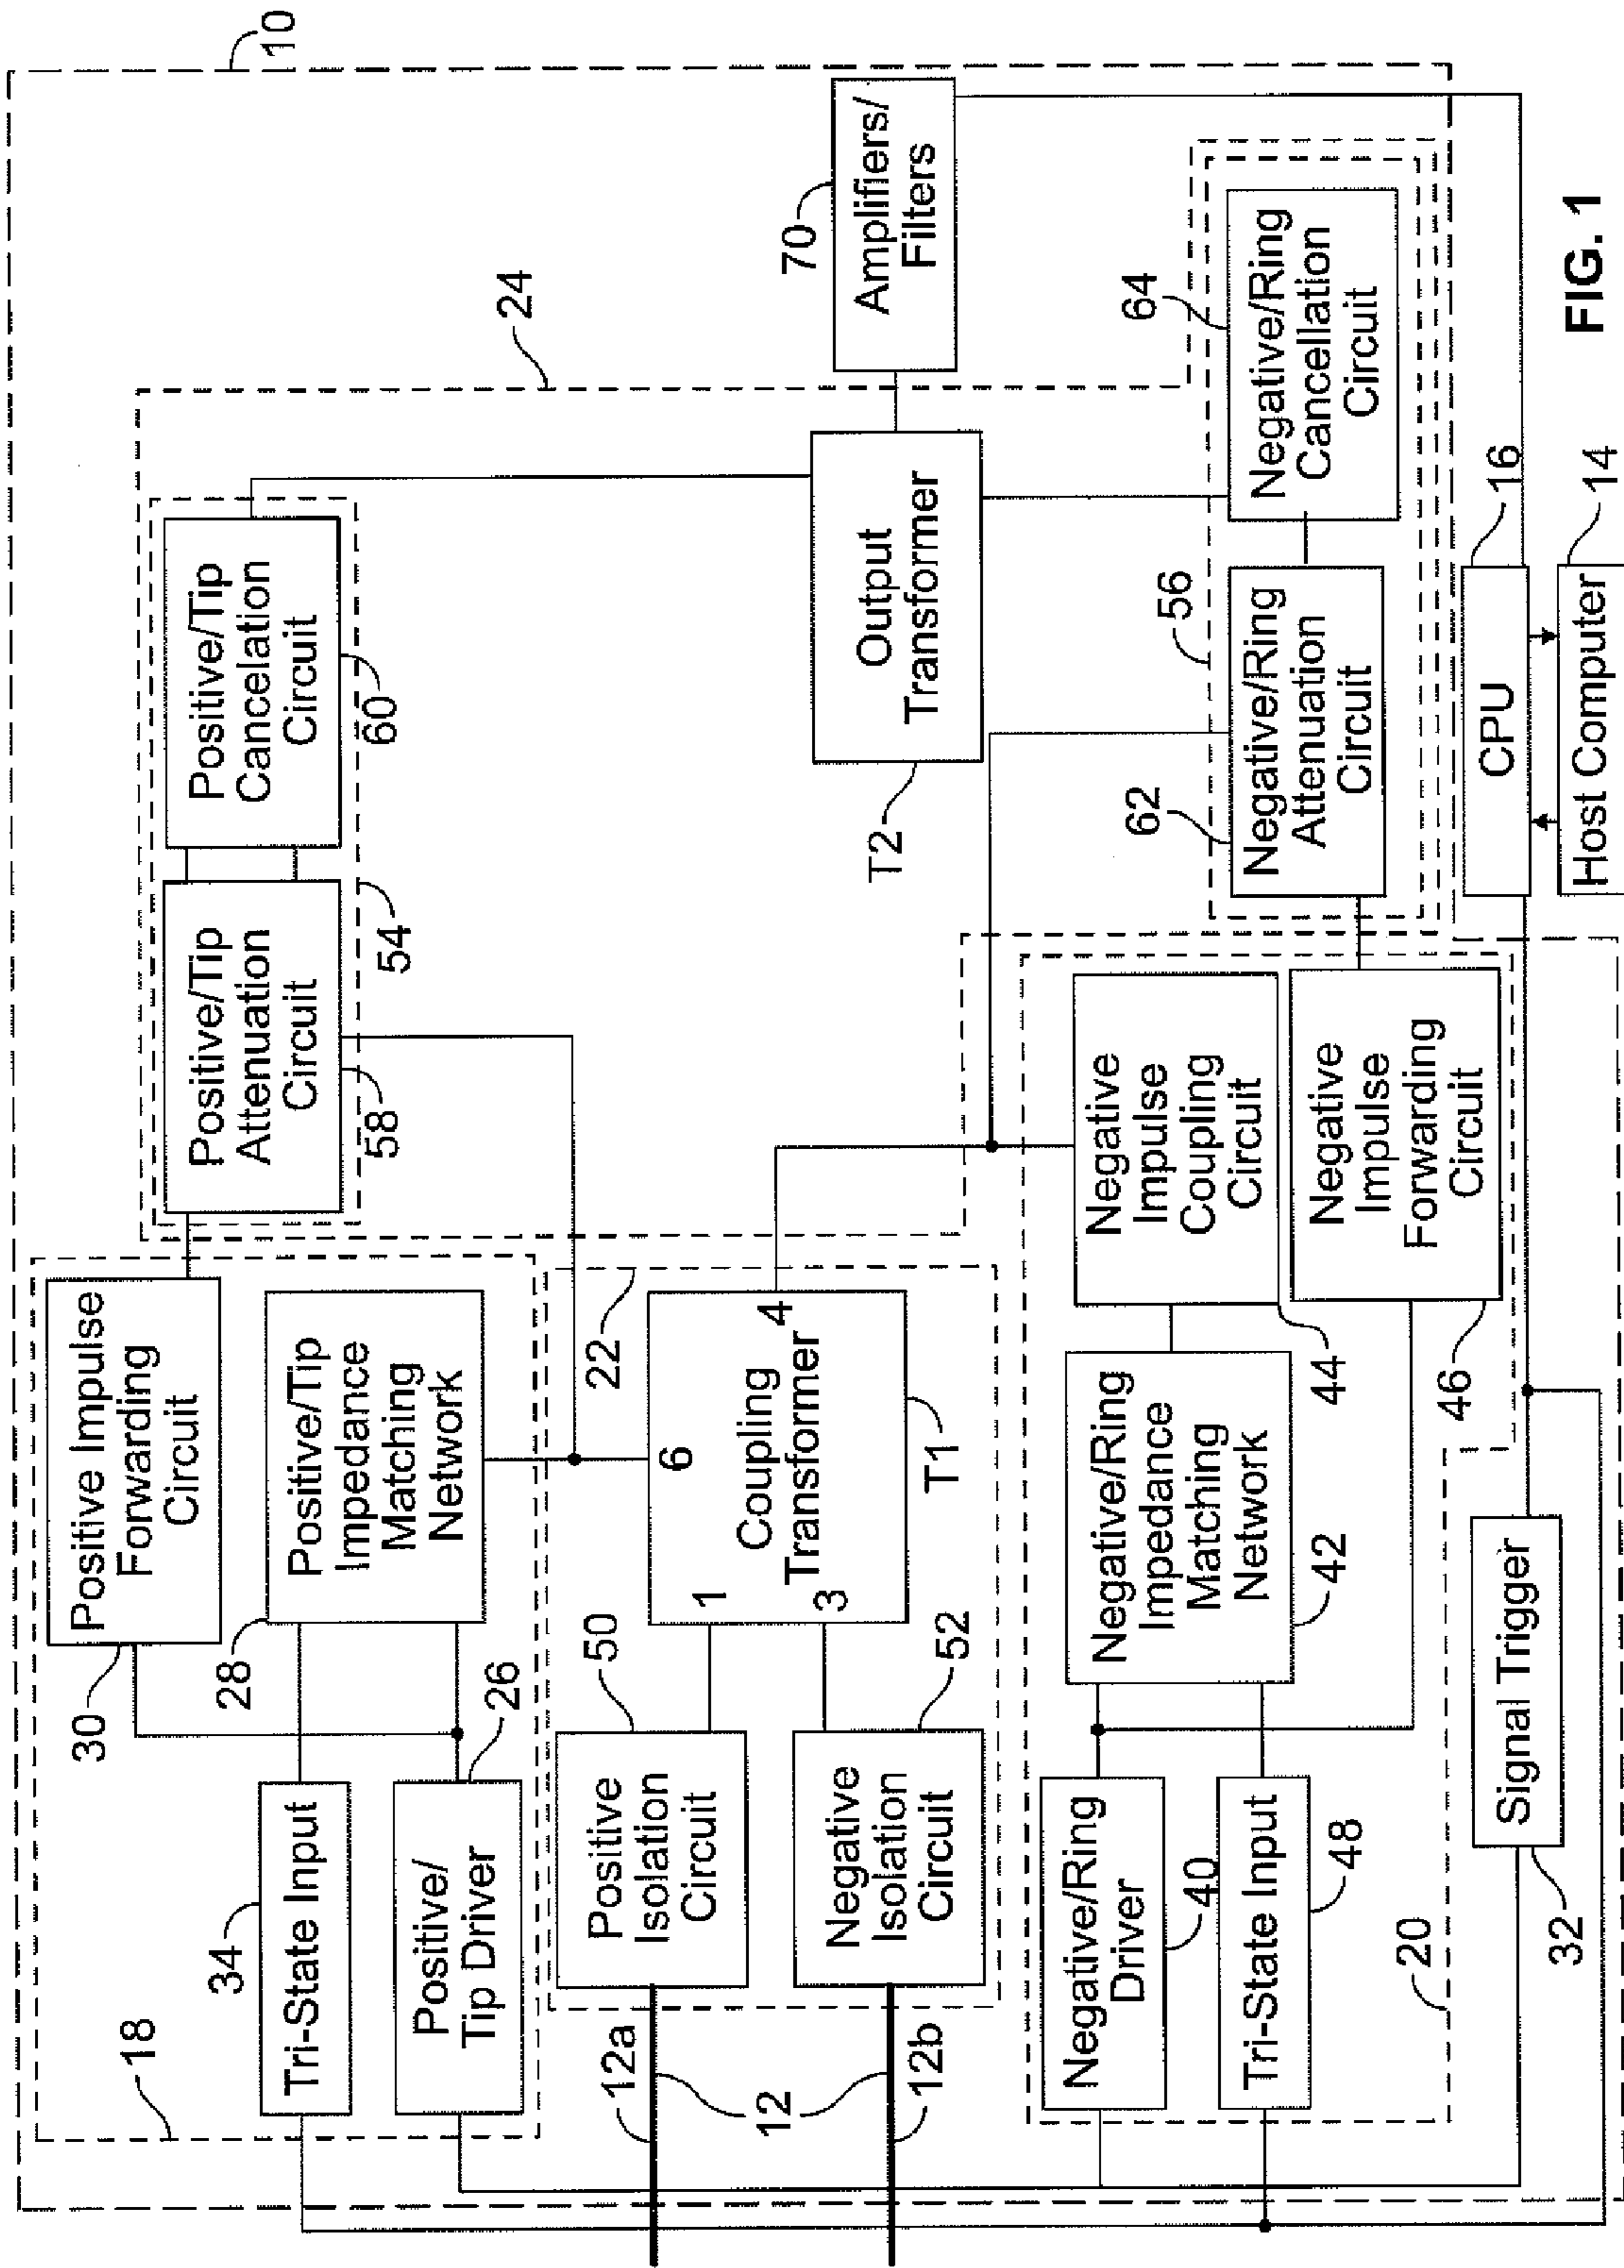 10
18
30
Positive Impulse
Forwarding
Circuit
34
Tri-State Input
28
Positive/Tip
Impedance
Matching
Network
Positive/
Tip Driver
26
Positive/Tip
Attenuation
Circuit
58
54
Positive/Tip
Cancelation
Circuit
60
24
12a
12
12b
Positive
Isolation
Circuit
50
Negative
Isolation
Circuit
52
22
1
3
6
4
Coupling
Transformer
T1
Output
Transformer
T2
70
Amplifiers/
Filters
Negative/Ring
Driver
40
Tri-State Input
48
20
Negative/Ring
Impedance
Matching
Network
42
Negative
Impulse
Coupling
Circuit
44
Negative
Impulse
Forwarding
Circuit
46
56
62
Negative/Ring
Attenuation
Circuit
64
Negative/Ring
Cancellation
Circuit
Signal Trigger
32
CPU
16
Host Computer
14
FIG. 1